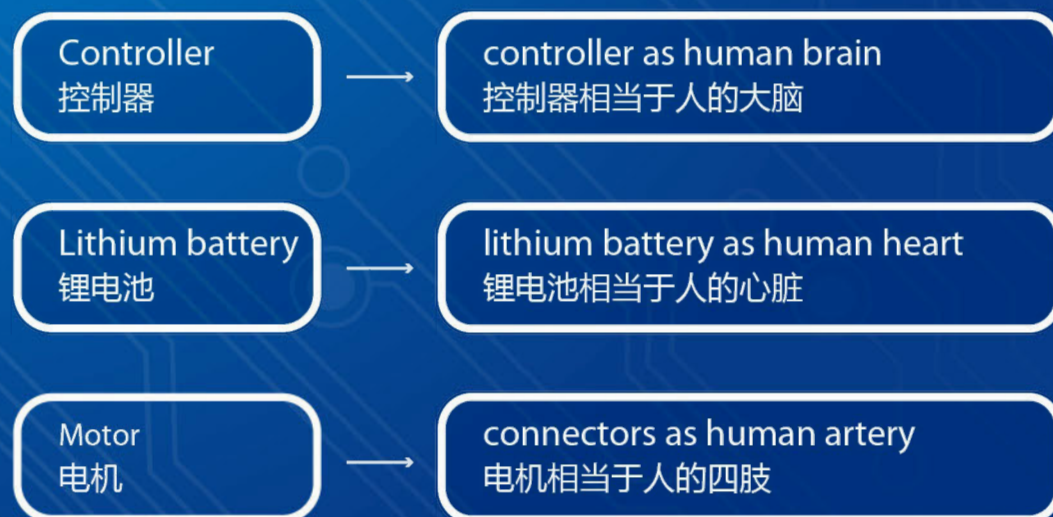 Controller
控制器
controller as human brain
控制器相当于人的大脑
Lithium battery
锂电池
lithium battery as human heart
锂电池相当于人的心脏
Motor
电机
connectors as human artery
电机相当于人的四肢